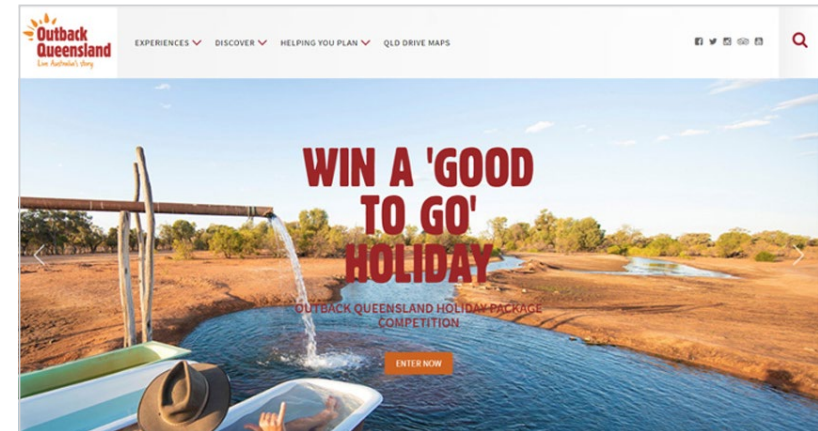 Outback
Queensland
Live Australia's story
EXPERIENCES
DISCOVER
HELPING YOU PLAN
QLD DRIVE MAPS
WIN A 'GOOD
TO GO'
HOLIDAY
OUTBACK QUEENSLAND HOLIDAY PACKAGE
COMPETITION
ENTER NOW